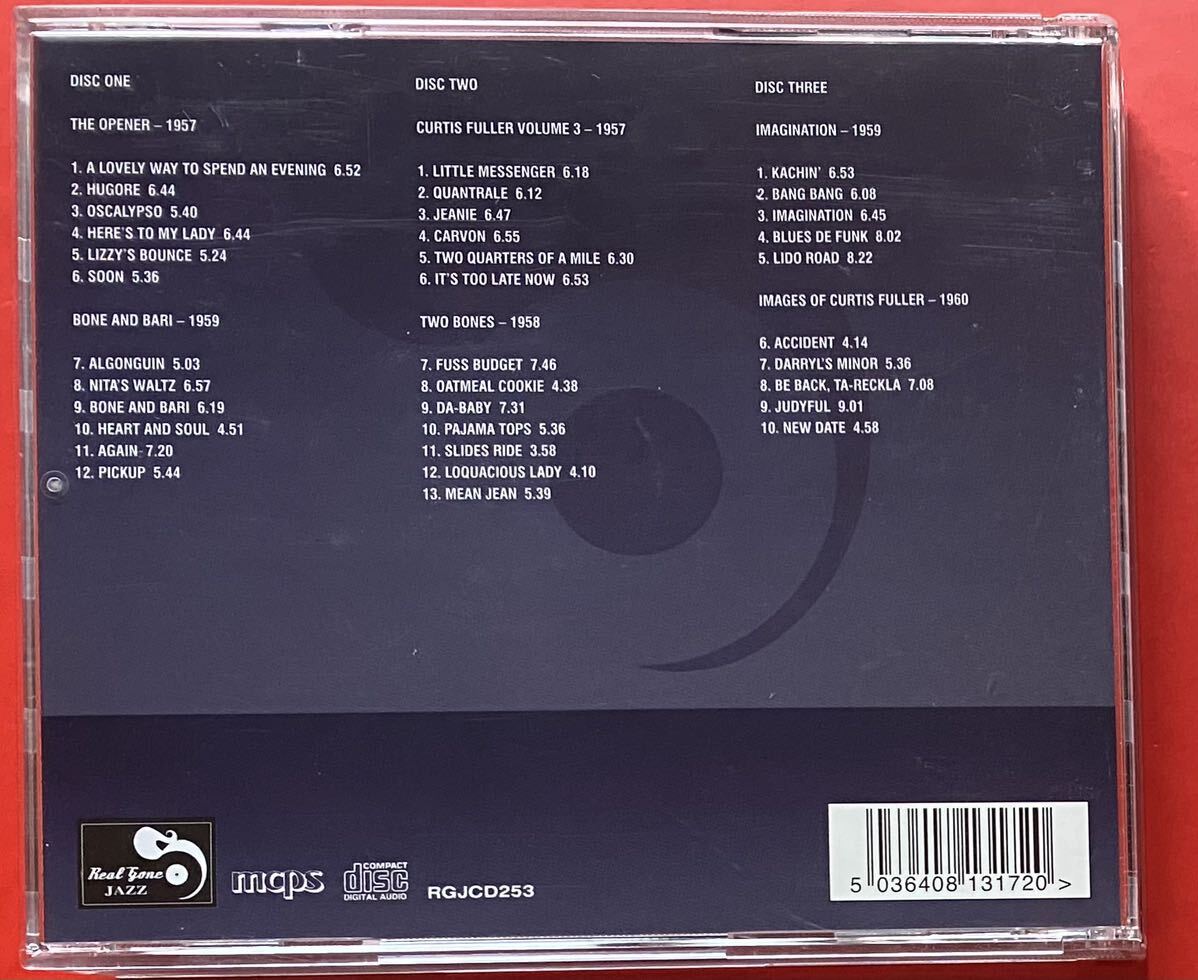 DISC ONE
THE OPENER – 1957
1. A LOVELY WAY TO SPEND AN EVENING 6.52
2. HUGORE 6.44
3. OSCALYPSO 5.40
4. HERE'S TO MY LADY 6.44
5. LIZZY'S BOUNCE 5.24
6. SOON 5.36
BONE AND BARI – 1959
7. ALGONGUIN 5.03
8. NITA'S WALTZ 6.57
9. BONE AND BARI 6.19
10. HEART AND SOUL 4.51
11. AGAIN 7.20
12. PICKUP 5.44
DISC TWO
CURTIS FULLER VOLUME 3 – 1957
1. LITTLE MESSENGER 6.18
2. QUANTRALE 6.12
3. JEANIE 6.47
4. CARVON 6.55
5. TWO QUARTERS OF A MILE 6.30
6. IT'S TOO LATE NOW 6.53
TWO BONES – 1958
7. FUSS BUDGET 7.46
8. OATMEAL COOKIE 4.38
9. DA-BABY 7.31
10. PAJAMA TOPS 5.36
11. SLIDES RIDE 3.58
12. LOQUACIOUS LADY 4.10
13. MEAN JEAN 5.39
DISC THREE
IMAGINATION – 1959
1. KACHIN' 6.53
2. BANG BANG 6.08
3. IMAGINATION 6.45
4. BLUES DE FUNK 8.02
5. LIDO ROAD 8.22
IMAGES OF CURTIS FULLER – 1960
6. ACCIDENT 4.14
7. DARRYL'S MINOR 5.36
8. BE BACK, TA-RECKLA 7.08
9. JUDYFUL 9.01
10. NEW DATE 4.58
Real Gone
JAZZ
mcps
COMPACT
disc
DIGITAL AUDIO
RGJCD253
5 036408 131720 >